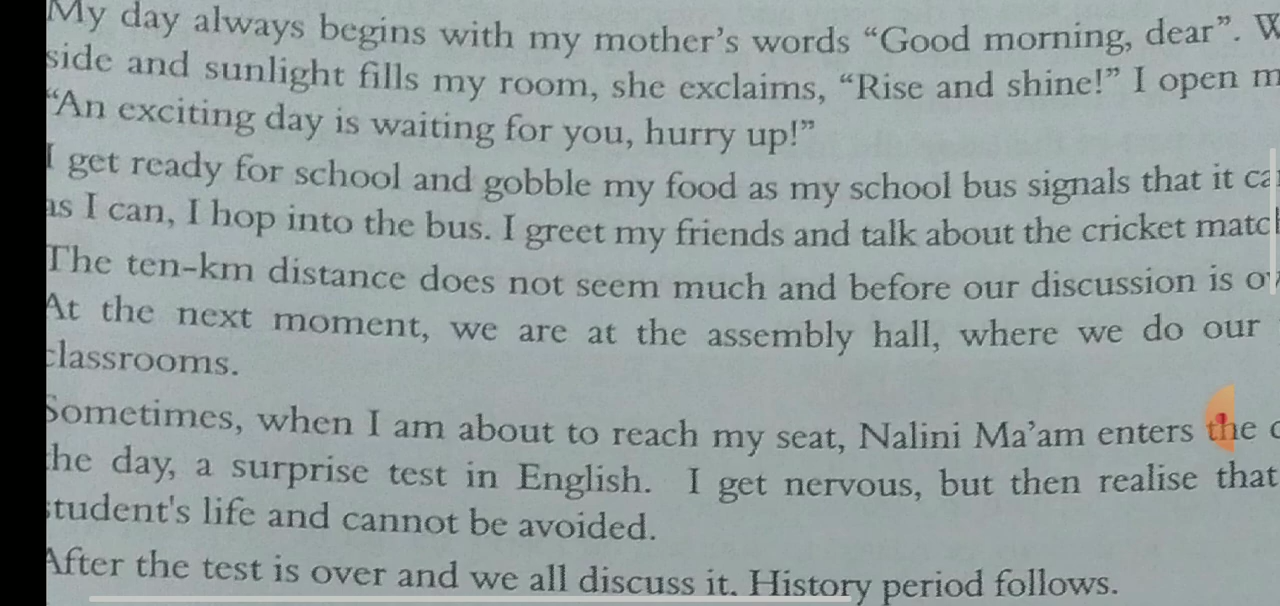 My day always begins with my mother's words “Good morning, dear”.
side and sunlight fills my room, she exclaims, “Rise and shine!” I open
“An exciting day is waiting for you, hurry up!”
I get ready for school and gobble my food as my school bus signals that it
as I can, I hop into the bus. I greet my friends and talk about the cricket
The ten-km distance does not seem much and before our discussion is
At the next moment, we are at the assembly hall, where we do our
classrooms.
Sometimes, when I am about to reach my seat, Nalini Ma'am enters the
the day, a surprise test in English. I get nervous, but then realise that
student's life and cannot be avoided.
After the test is over and we all discuss it. History period follows.